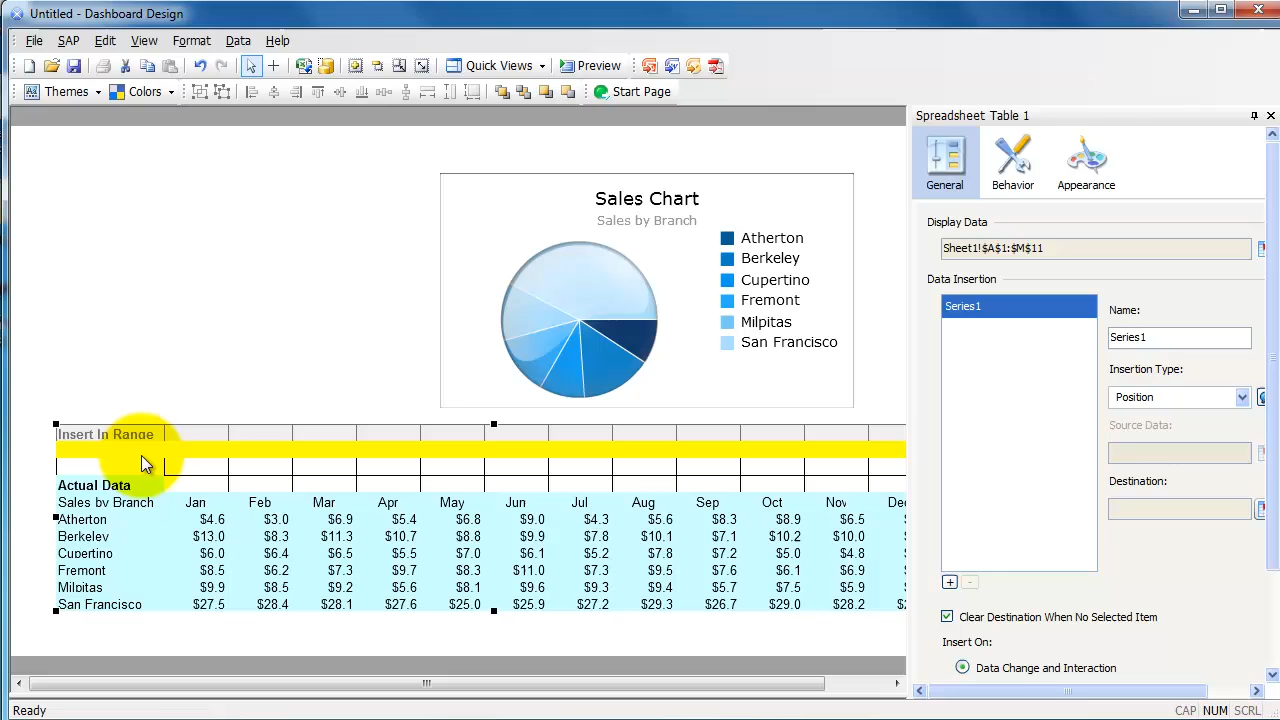 Untitled - Dashboard Design
File SAP Edit View Format Data Help
Quick Views Preview
Themes Colors Start Page
Spreadsheet Table 1
General Behavior Appearance
Display Data
Sheet1!$A$1:$M$11
Data Insertion
Series1
Name:
Series1
Insertion Type:
Position
Source Data:
Destination:
Clear Destination When No Selected Item
Insert On:
Data Change and Interaction
Sales Chart
Sales by Branch
Atherton
Berkeley
Cupertino
Fremont
Milpitas
San Francisco
Insert In Range
Actual Data
Sales by Branch Jan Feb Mar Apr May Jun Jul Aug Sep Oct Nov
Atherton $4.6 $3.0 $6.9 $5.4 $6.8 $9.0 $4.3 $5.6 $8.3 $8.9 $6.5
Berkeley $13.0 $8.3 $11.3 $10.7 $8.8 $9.9 $7.8 $10.1 $7.1 $10.2 $10.0
Cupertino $6.0 $6.4 $6.5 $5.5 $7.0 $6.1 $5.2 $7.8 $7.2 $5.0 $4.8
Fremont $8.5 $6.2 $7.3 $9.7 $8.3 $11.0 $7.3 $9.5 $7.6 $6.1 $6.9
Milpitas $9.9 $8.5 $9.2 $5.6 $8.1 $9.6 $9.3 $9.4 $5.7 $7.5 $5.9
San Francisco $27.5 $28.4 $28.1 $27.6 $25.0 $25.9 $27.2 $29.3 $26.7 $29.0 $28.2
Ready
CAP NUM SCRL